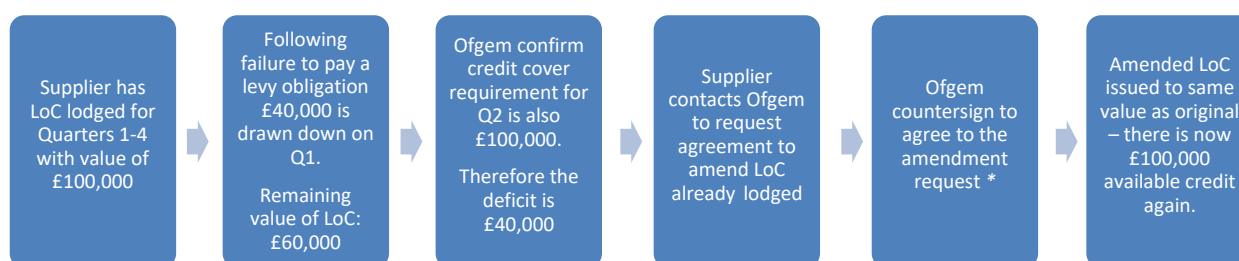 Supplier has
LoC lodged for
Quarters 1-4
with value of
£100,000
Following
failure to pay a
levy obligation
£40,000 is
drawn down on
Q1.
Remaining
value of LoC:
£60,000
Ofgem confirm
credit cover
requirement for
Q2 is also
£100,000.
Therefore the
deficit is
£40,000
Supplier
contacts Ofgem
to request
agreement to
amend LoC
already lodged
Ofgem
countersign to
agree to the
amendment
request *
Amended LoC
issued to same
value as original
– there is now
£100,000
available credit
again.